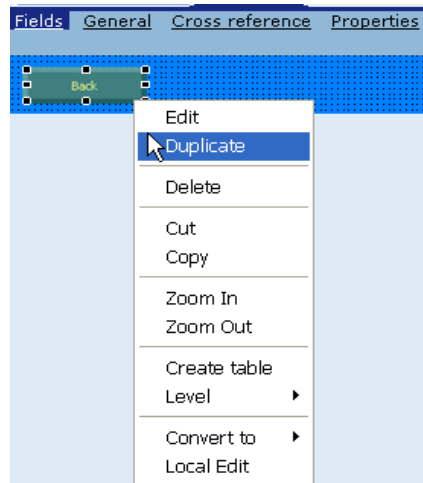 Fields General Cross reference Properties
Back
Edit
Duplicate
Delete
Cut
Copy
Zoom In
Zoom Out
Create table
Level
Convert to
Local Edit